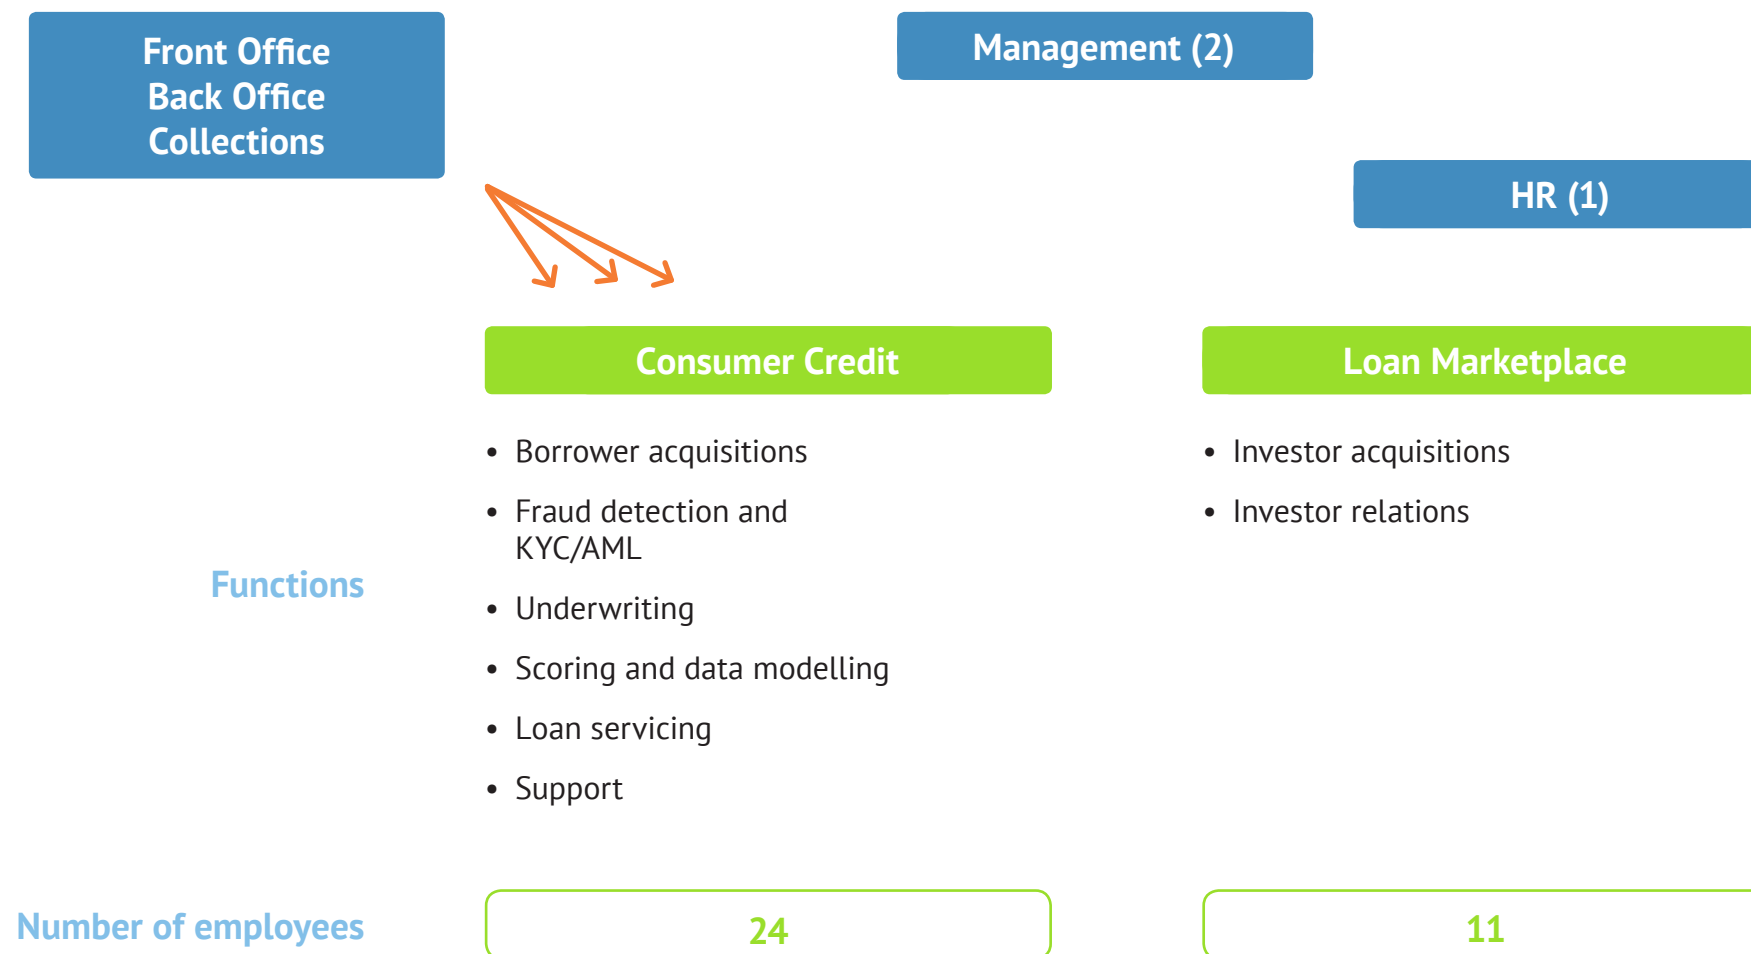 Front Office
Back Office
Collections
Management (2)
HR (1)
Consumer Credit
Loan Marketplace
Functions
• Borrower acquisitions
• Fraud detection and
KYC/AML
• Underwriting
• Scoring and data modelling
• Loan servicing
• Support
• Investor acquisitions
• Investor relations
Number of employees
24
11